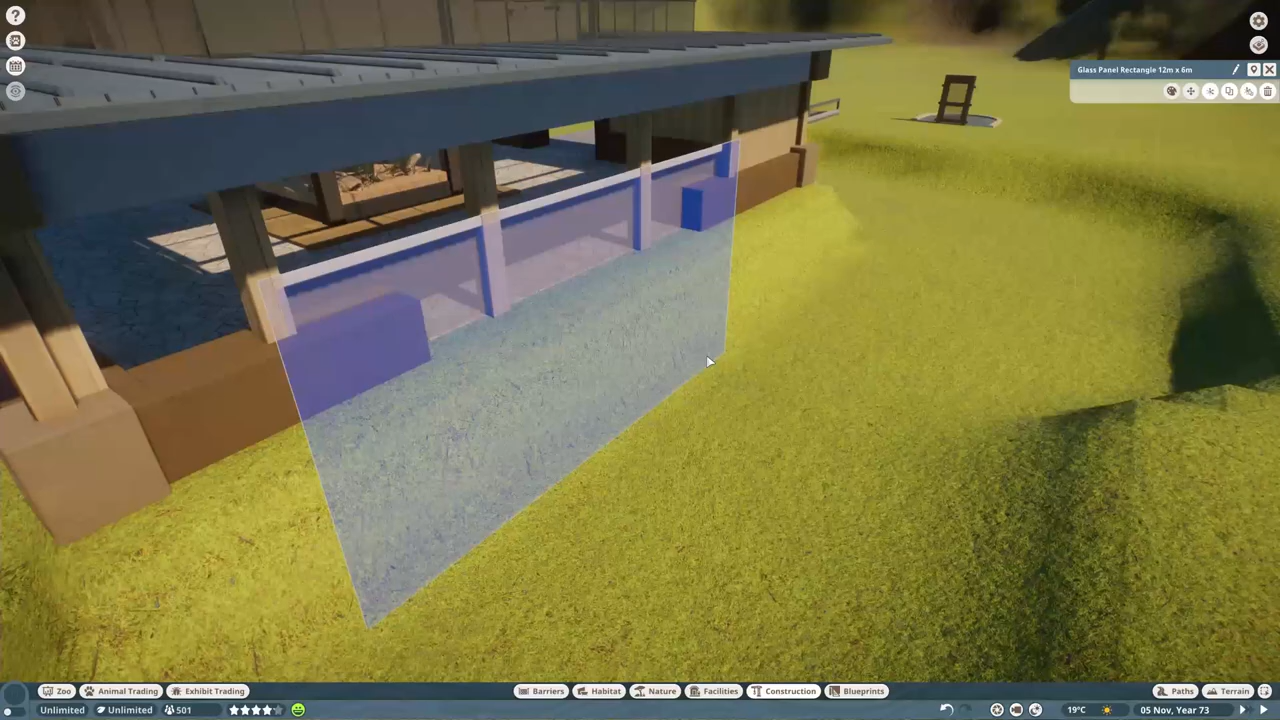 ?
Glass Panel Rectangle 12m x 6m
Zoo Animal Trading Exhibit Trading Barriers Habitat Nature Facilities Construction Blueprints Paths Terrain
Unlimited Unlimited 501 19°C 05 Nov, Year 73